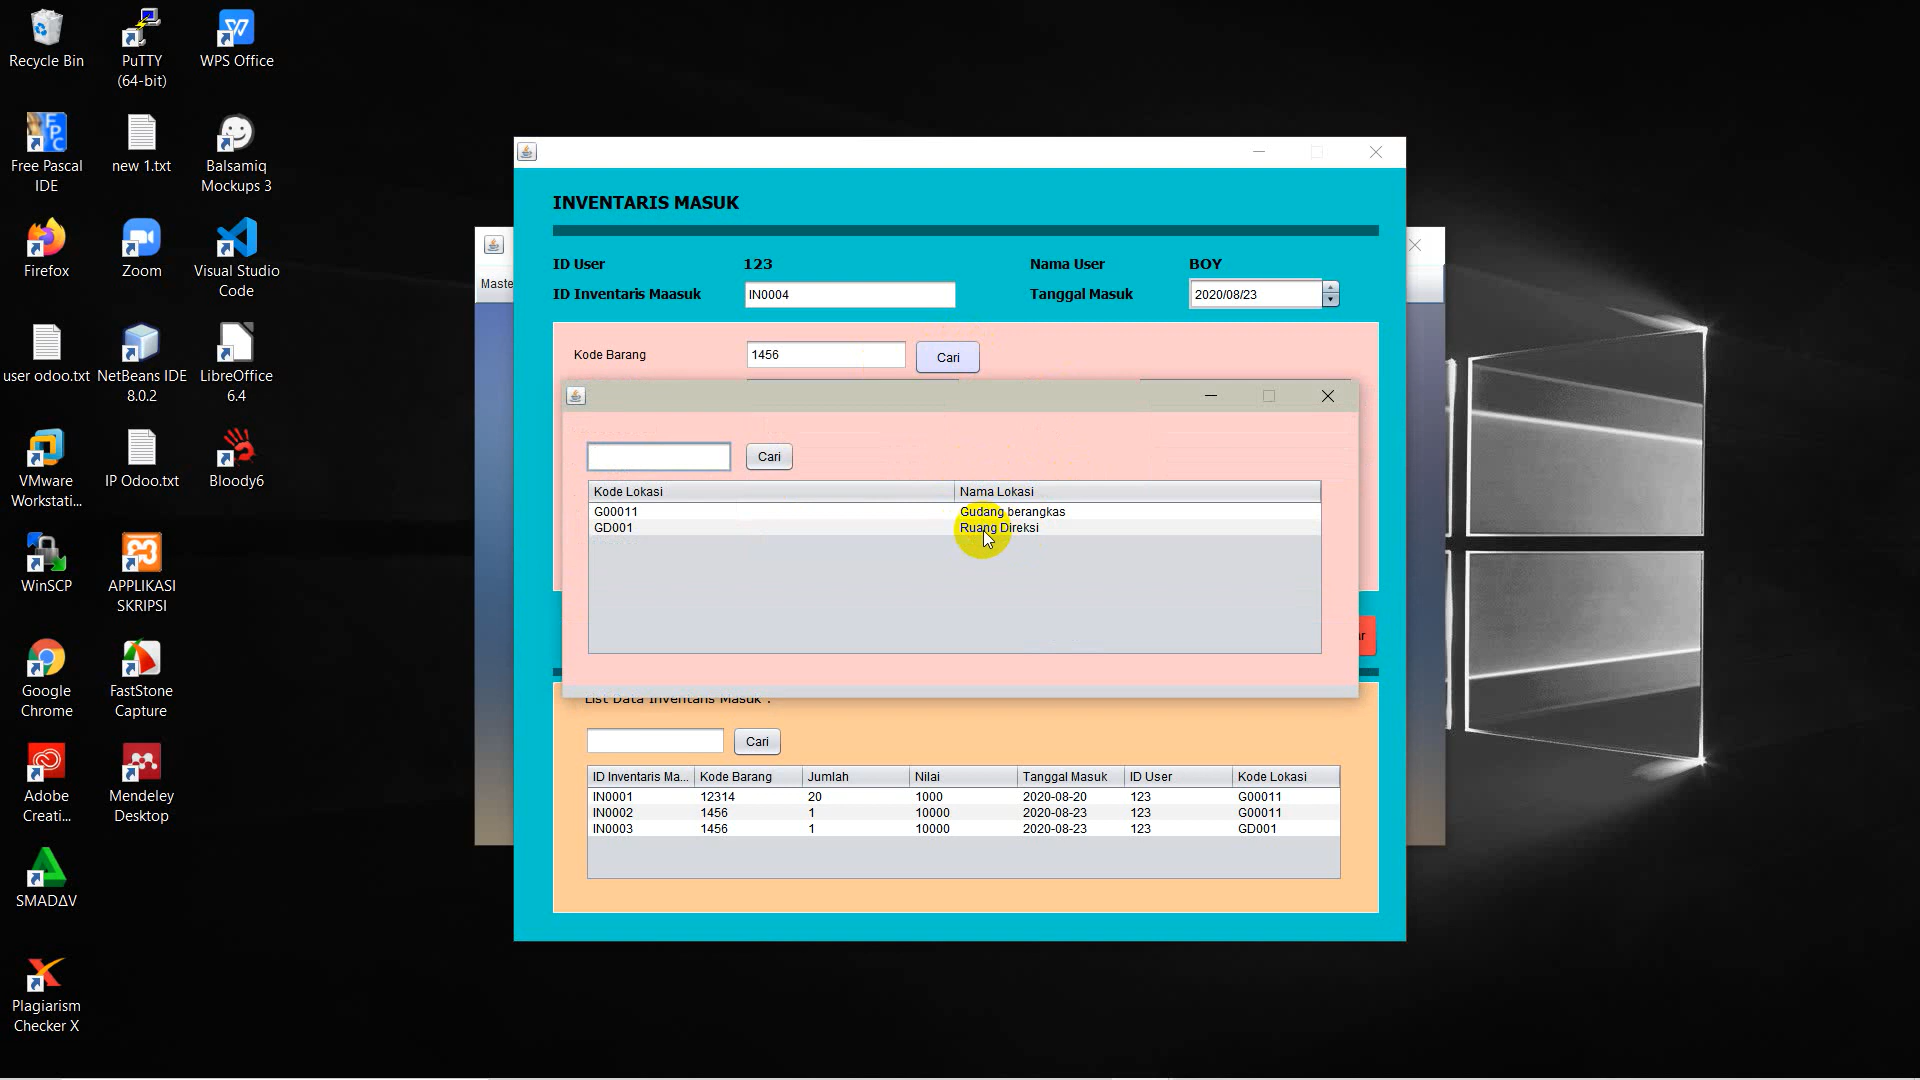 Recycle Bin
PuTTY
(64-bit)
WPS Office
Free Pascal
IDE
new 1.txt
Balsamiq
Mockups 3
Firefox
Zoom
Visual Studio
Code
user odoo.txt
NetBeans IDE
8.0.2
LibreOffice
6.4
VMware
Workstati...
IP Odoo.txt
Bloody6
WinSCP
APPLIKASI
SKRIPSI
Google
Chrome
FastStone
Capture
Adobe
Creati...
Mendeley
Desktop
SMADΔV
Plagiarism
Checker X
Maste
INVENTARIS MASUK
ID User 123 Nama User BOY
ID Inventaris Maasuk IN0004 Tanggal Masuk 2020/08/23
Kode Barang 1456 Cari
Cari
Kode Lokasi Nama Lokasi
G00011 Gudang berangkas
GD001 Ruang Direksi
ar
List Data Inventaris Masuk :
Cari
ID Inventaris Ma... Kode Barang Jumlah Nilai Tanggal Masuk ID User Kode Lokasi
IN0001 12314 20 1000 2020-08-20 123 G00011
IN0002 1456 1 10000 2020-08-23 123 G00011
IN0003 1456 1 10000 2020-08-23 123 GD001